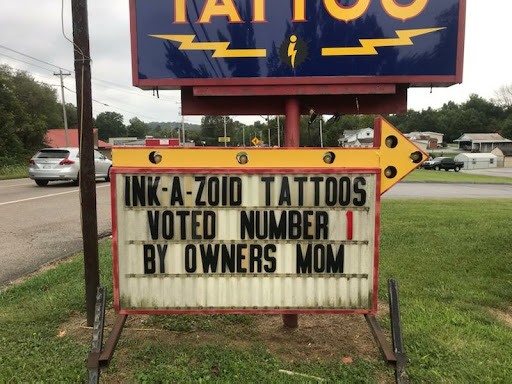 TATTOO
INK-A-ZOID TATTOOS
VOTED NUMBER 1
BY OWNERS MOM